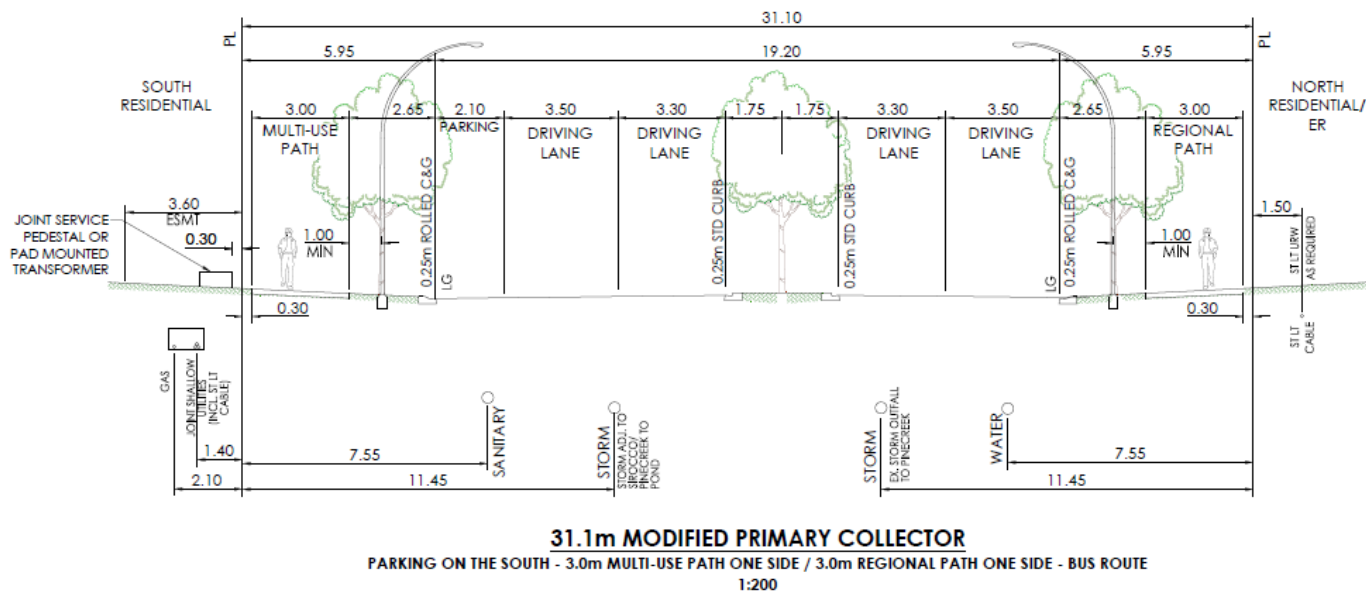 31.10
PL
PL
5.95
19.20
5.95
SOUTH
RESIDENTIAL
NORTH
RESIDENTIAL/
ER
3.00
2.65
2.10
3.50
3.30
1.75
1.75
3.30
3.50
2.65
3.00
MULTI-USE
PATH
PARKING
DRIVING
LANE
DRIVING
LANE
DRIVING
LANE
DRIVING
LANE
REGIONAL
PATH
3.60
ESMT
JOINT SERVICE
PEDESTAL OR
PAD MOUNTED
TRANSFORMER
0.30
1.00
MIN
0.25m ROLLED C&G
LG
0.25m STD CURB
0.25m STD CURB
LG
0.25m ROLLED C&G
1.00
MIN
1.50
ST LT URW
AS REQUIRED
0.30
0.30
ST LT
CABLE
GAS
JOINT SHALLOW
UTILITIES
(INCL. ST LT
CABLE)
SANITARY
STORM
STORM ADJ. TO
SIROCCO/
PINECREEK TO
POND
STORM
EX. STORM OUTFALL
TO PINECREEK
WATER
1.40
7.55
7.55
2.10
11.45
11.45
31.1m MODIFIED PRIMARY COLLECTOR
PARKING ON THE SOUTH - 3.0m MULTI-USE PATH ONE SIDE / 3.0m REGIONAL PATH ONE SIDE - BUS ROUTE
1:200